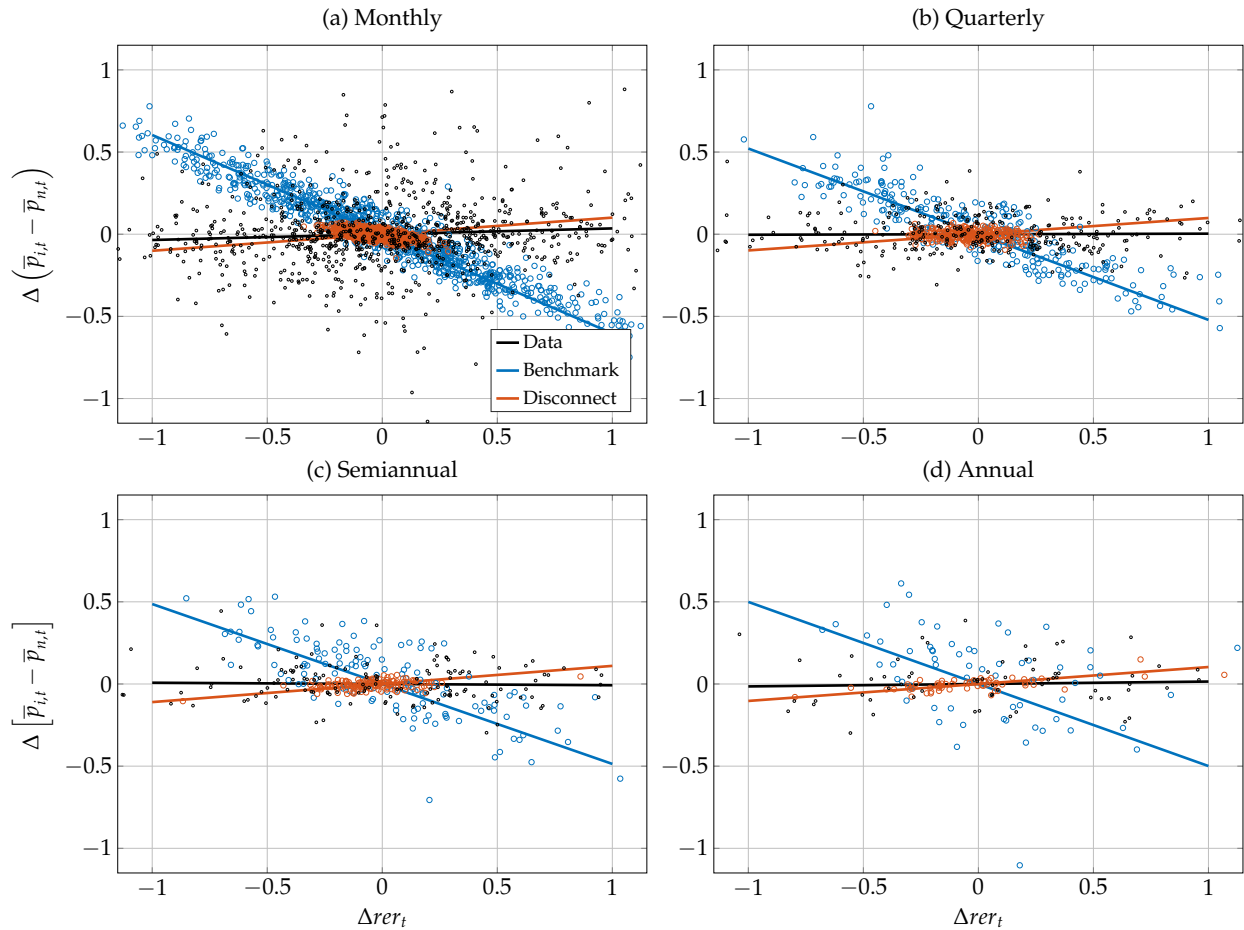 (a) Monthly
(b) Quarterly
1
0.5
0
−0.5
−1
Δ (p̅i,t − p̅n,t)
Data
Benchmark
Disconnect
−1 −0.5 0 0.5 1
1
0.5
0
−0.5
−1
−1 −0.5 0 0.5 1
(c) Semiannual
(d) Annual
1
0.5
0
−0.5
−1
Δ [p̅i,t − p̅n,t]
−1 −0.5 0 0.5 1
Δrert
1
0.5
0
−0.5
−1
−1 −0.5 0 0.5 1
Δrert